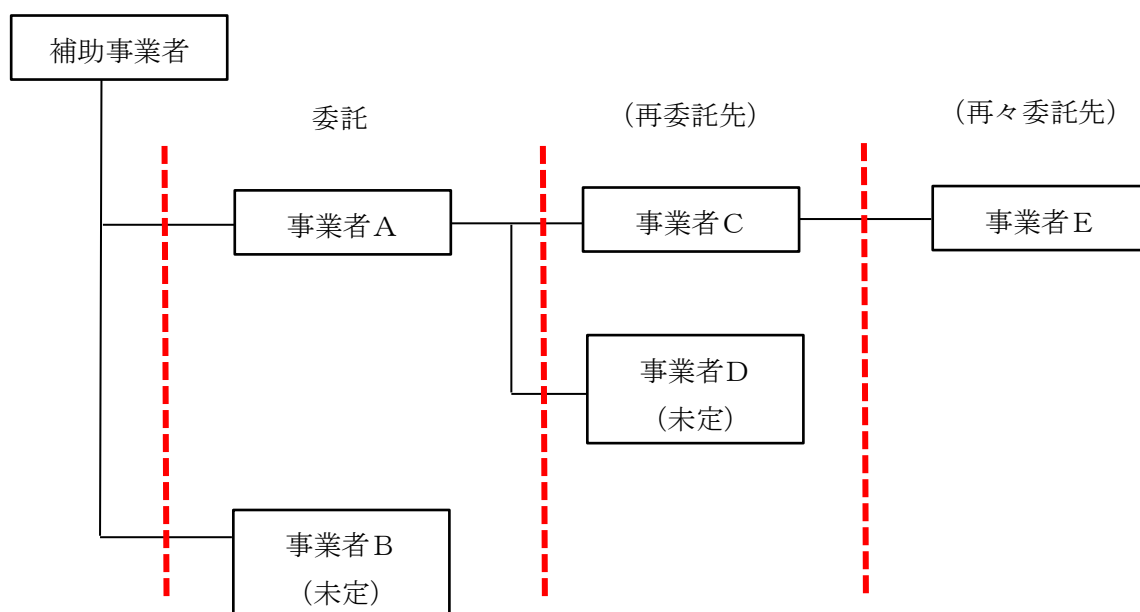 補助事業者
委託
（再委託先）
（再々委託先）
事業者Ａ
事業者Ｃ
事業者Ｅ
事業者Ｄ
（未定）
事業者Ｂ
（未定）